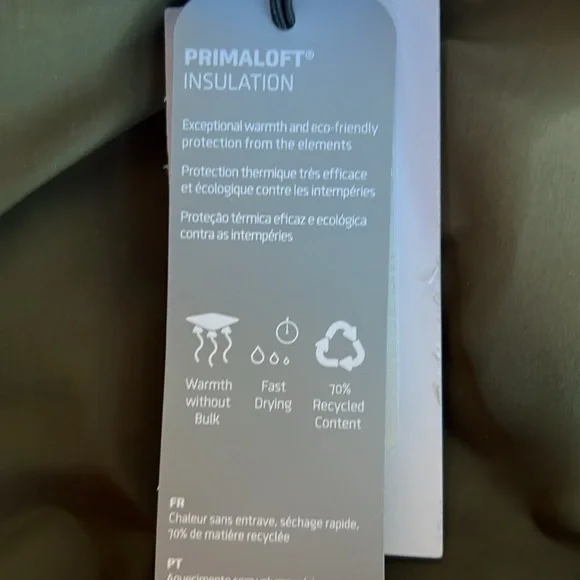 PRIMALOFT®
INSULATION
Exceptional warmth and eco-friendly
protection from the elements
Protection thermique très efficace
et écologique contre les intempéries
Proteção térmica eficaz e ecológica
contra as intempéries
Warmth
without
Bulk
Fast
Drying
70%
Recycled
Content
FR
Chaleur sans entrave, séchage rapide,
70% de matière recyclée
PT
Aquecimento